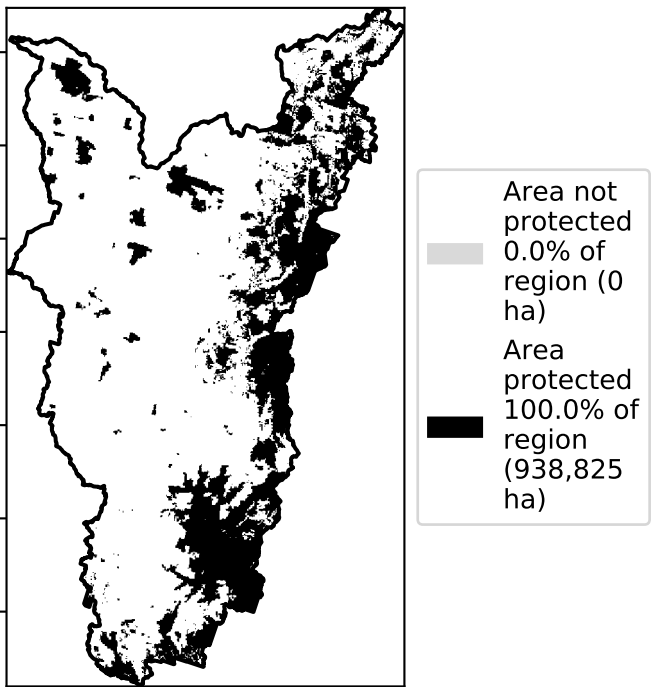 Area not
protected
0.0% of
region (0
ha)
Area
protected
100.0% of
region
(938,825
ha)